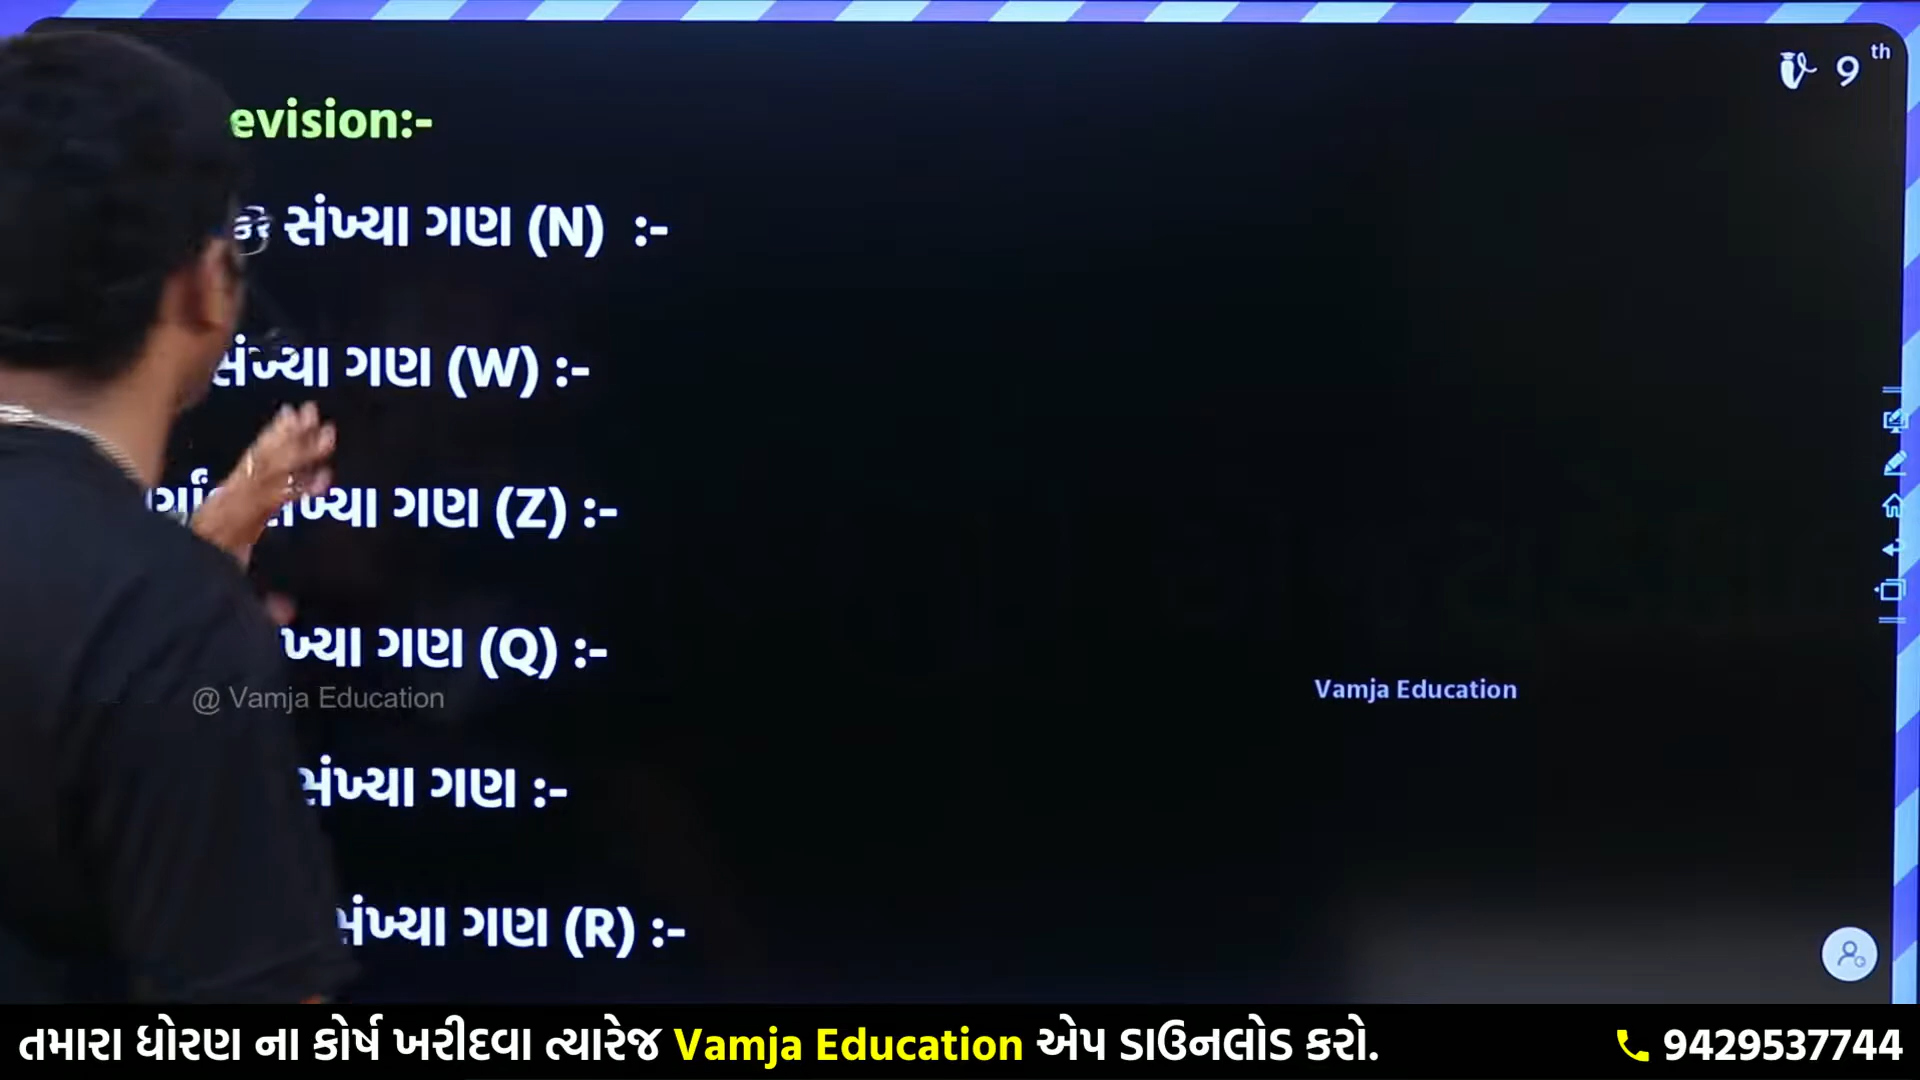 9th
evision:-
સંખ્યા ગણ (N) :-
સંખ્યા ગણ (W) :-
સંખ્યા ગણ (Z) :-
ખ્યા ગણ (Q) :-
@ Vamja Education
Vamja Education
સંખ્યા ગણ :-
સંખ્યા ગણ (R) :-
તમારા ધોરણ ના કોર્ષ ખરીદવા ત્યારેજ Vamja Education એપ ડાઉનલોડ કરો.
9429537744